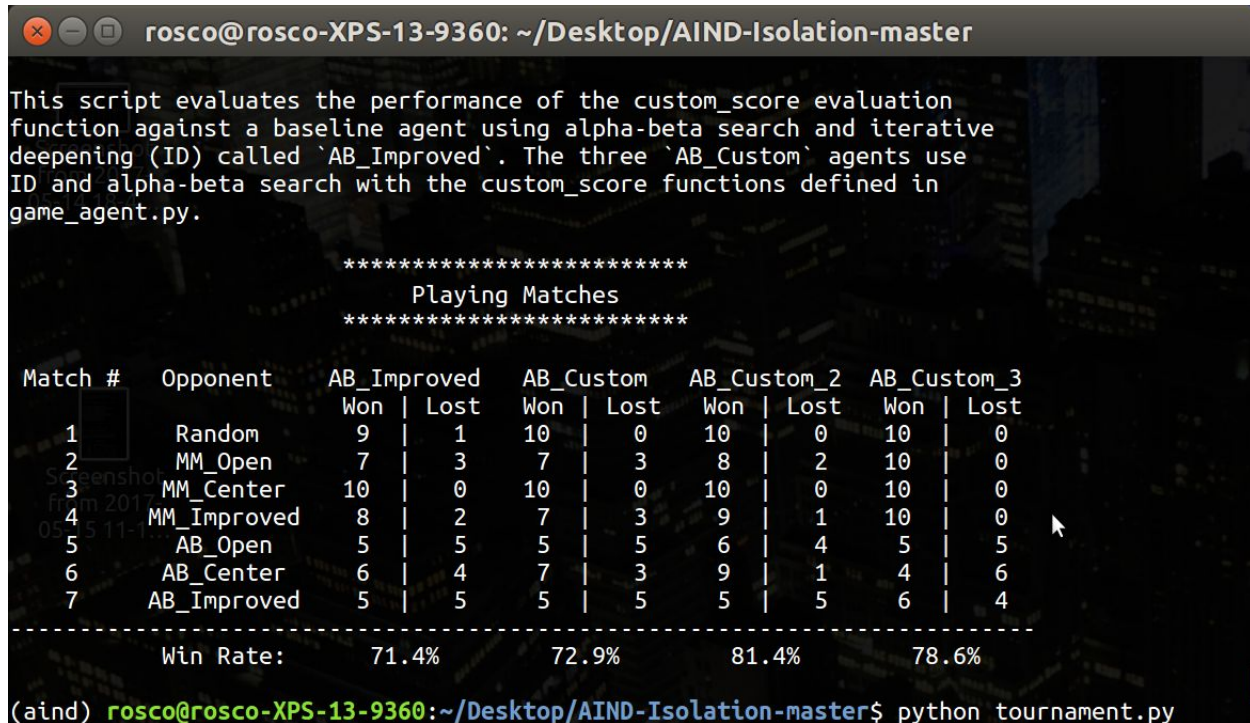 rosco@rosco-XPS-13-9360: ~/Desktop/AIND-Isolation-master
This script evaluates the performance of the custom_score evaluation
function against a baseline agent using alpha-beta search and iterative
deepening (ID) called `AB_Improved`. The three `AB_Custom` agents use
ID and alpha-beta search with the custom_score functions defined in
game_agent.py.
*************************
Playing Matches
*************************
Match #   Opponent    AB_Improved   AB_Custom   AB_Custom_2  AB_Custom_3
Won | Lost   Won | Lost   Won | Lost   Won | Lost
1       Random      9  |   1    10  |   0    10  |   0    10  |   0
2       MM_Open     7  |   3     7  |   3     8  |   2    10  |   0
3      MM_Center   10  |   0    10  |   0    10  |   0    10  |   0
4     MM_Improved   8  |   2     7  |   3     9  |   1    10  |   0
5       AB_Open     5  |   5     5  |   5     6  |   4     5  |   5
6      AB_Center    6  |   4     7  |   3     9  |   1     4  |   6
7     AB_Improved   5  |   5     5  |   5     5  |   5     6  |   4
--------------------------------------------------------------------------
Win Rate:      71.4%        72.9%        81.4%        78.6%
(aind) rosco@rosco-XPS-13-9360:~/Desktop/AIND-Isolation-master$ python tournament.py
Screenshot
from 2017-
05-15 11-1...